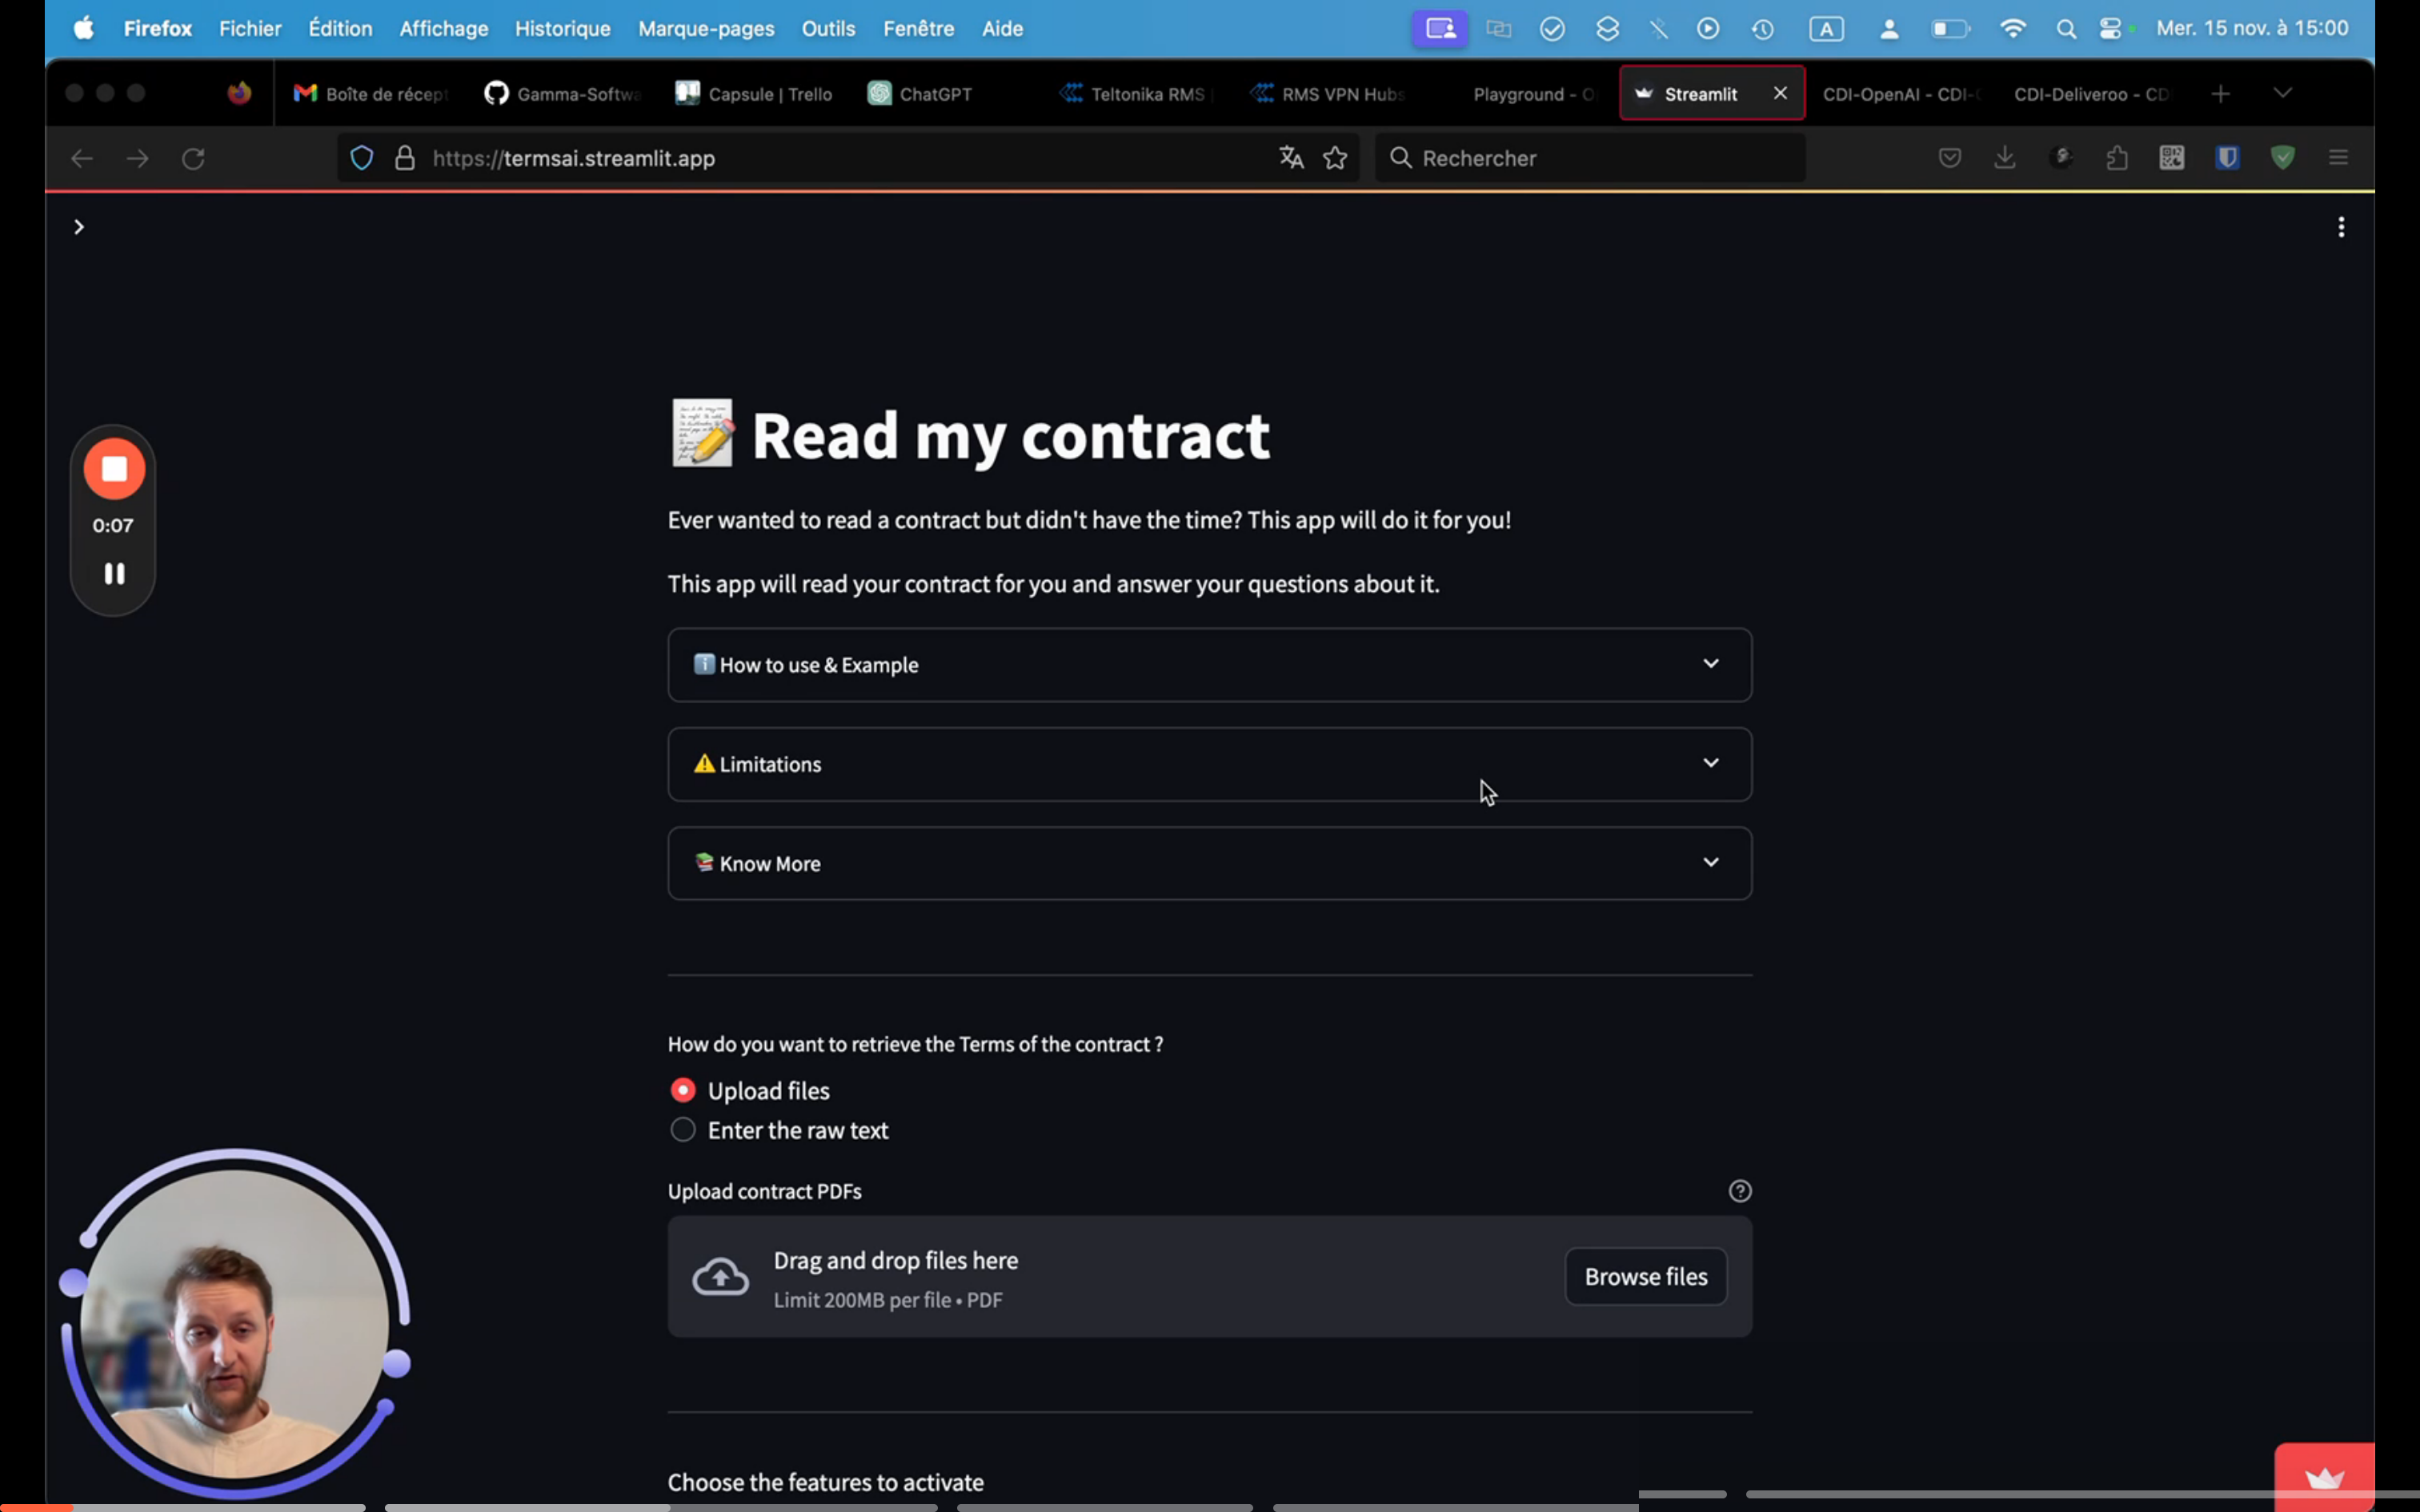 Firefox Fichier Édition Affichage Historique Marque-pages Outils Fenêtre Aide A Mer. 15 nov. à 15:00
Boîte de récept Gamma-Softwa Capsule | Trello ChatGPT Teltonika RMS | RMS VPN Hubs Playground - O Streamlit CDI-OpenAI - CDI- CDI-Deliveroo - CD
https://termsai.streamlit.app Rechercher
Read my contract
Ever wanted to read a contract but didn't have the time? This app will do it for you!
This app will read your contract for you and answer your questions about it.
How to use & Example
Limitations
Know More
0:07
How do you want to retrieve the Terms of the contract ?
Upload files
Enter the raw text
Upload contract PDFs
Drag and drop files here
Limit 200MB per file • PDF
Browse files
Choose the features to activate